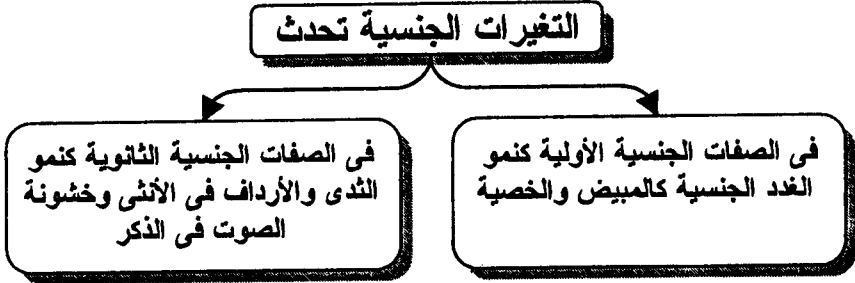 التغيرات الجنسية تحدث
فى الصفات الجنسية الأولية كنمو
الغدد الجنسية كالمبيض والخصية
فى الصفات الجنسية الثانوية كنمو
الثدى والأرداف فى الأنثى وخشونة
الصوت فى الذكر